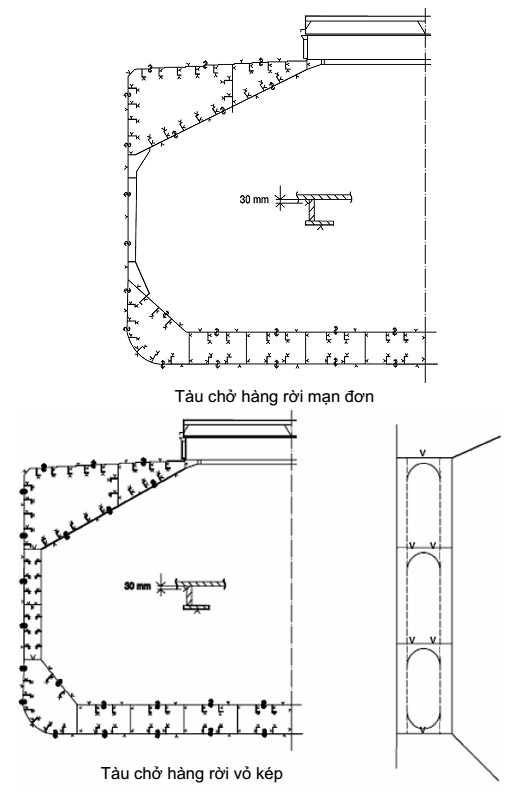 30 mm
Tàu chở hàng rời mạn đơn
30 mm
Tàu chở hàng rời vỏ kép